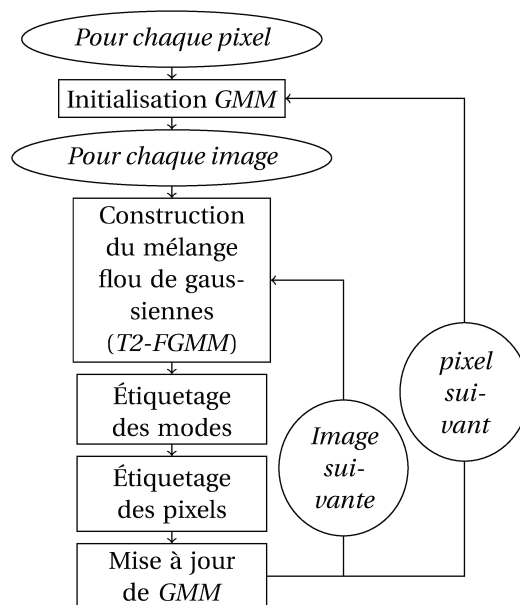 Pour chaque pixel
Initialisation GMM
Pour chaque image
Construction
du mélange
flou de gaus-
siennes
(T2-FGMM)
Étiquetage
des modes
Étiquetage
des pixels
Mise à jour
de GMM
Image
sui-
vante
pixel
sui-
vant